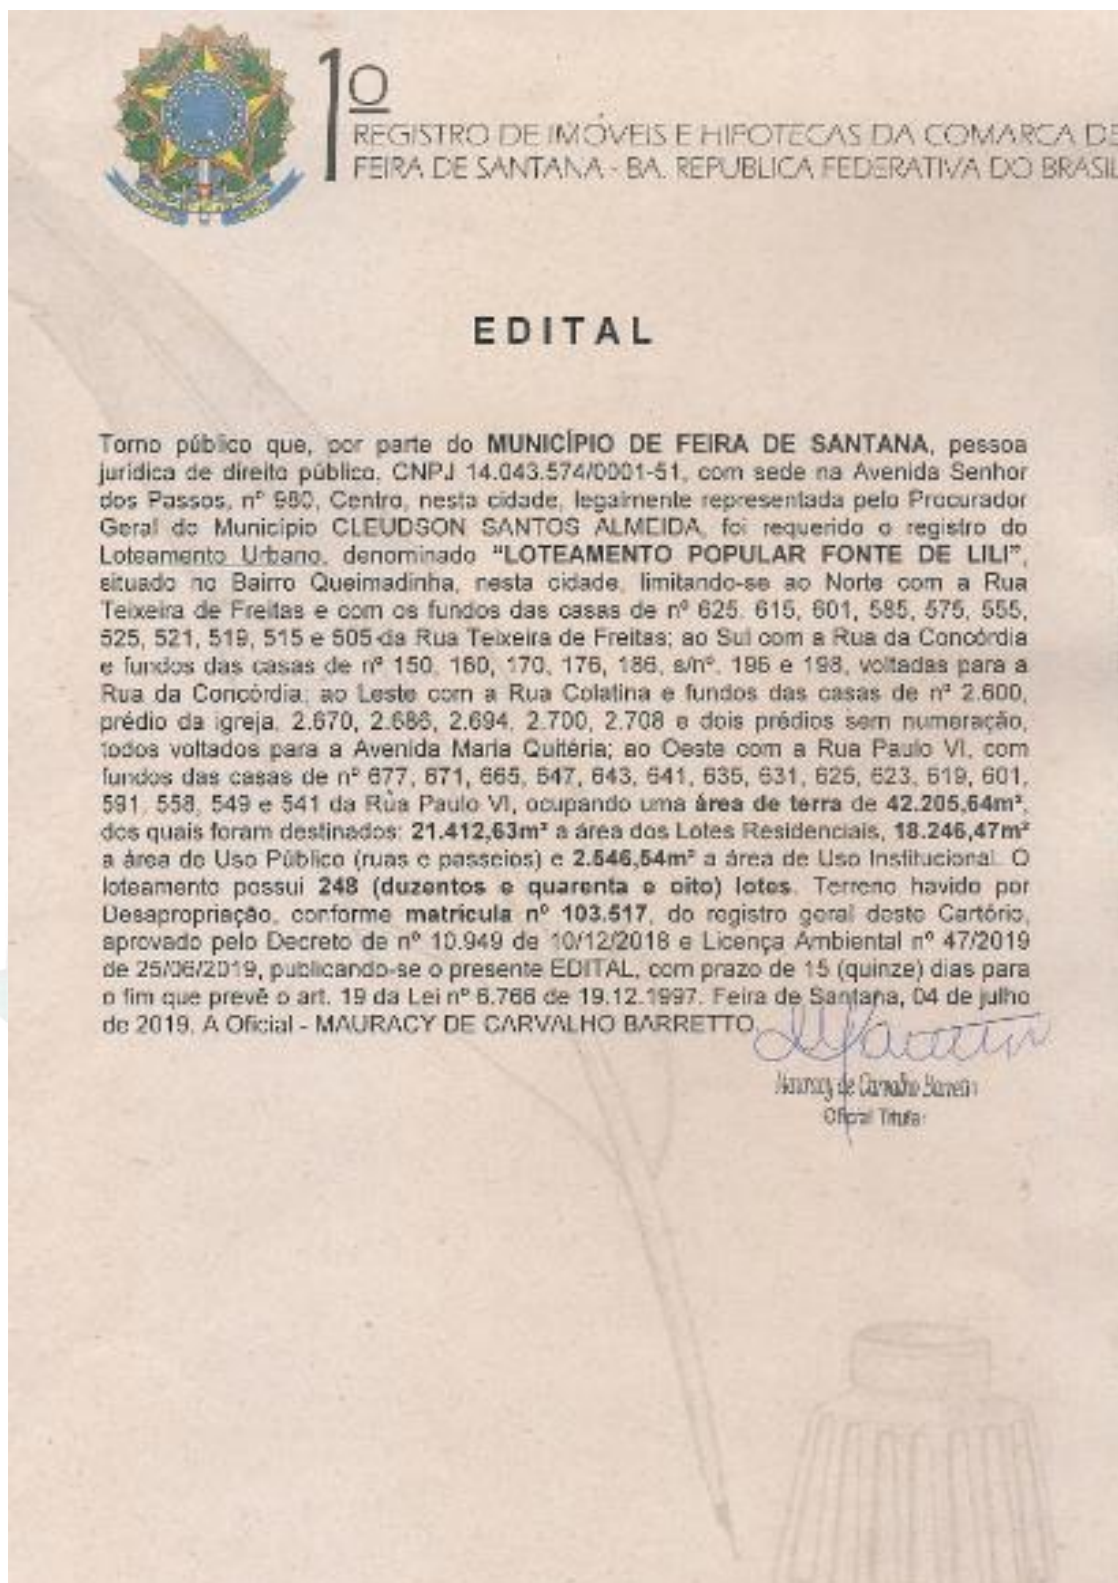 1º
REGISTRO DE IMÓVEIS E HIPOTECAS DA COMARCA DE
FEIRA DE SANTANA - BA. REPUBLICA FEDERATIVA DO BRASIL
EDITAL
Torno público que, por parte do MUNICÍPIO DE FEIRA DE SANTANA, pessoa
jurídica de direito público, CNPJ 14.043.574/0001-51, com sede na Avenida Senhor
dos Passos, nº 980, Centro, nesta cidade, legalmente representada pelo Procurador
Geral do Município CLEUDSON SANTOS ALMEIDA, foi requerido o registro do
Loteamento Urbano, denominado “LOTEAMENTO POPULAR FONTE DE LILI”,
situado no Bairro Queimadinha, nesta cidade, limitando-se ao Norte com a Rua
Teixeira de Freitas e com os fundos das casas de nº 625, 615, 601, 585, 575, 555,
525, 521, 519, 515 e 505 da Rua Teixeira de Freitas; ao Sul com a Rua da Concórdia
e fundos das casas de nº 150, 160, 170, 176, 186, s/nº, 196 e 198, voltadas para a
Rua da Concórdia; ao Leste com a Rua Colatina e fundos das casas de nº 2.600,
prédio da igreja, 2.670, 2.686, 2.694, 2.700, 2.708 e dois prédios sem numeração,
todos voltados para a Avenida Maria Quitéria; ao Oeste com a Rua Paulo VI, com
fundos das casas de nº 677, 671, 665, 647, 643, 641, 635, 631, 625, 623, 619, 601,
591, 558, 549 e 541 da Rua Paulo VI, ocupando uma área de terra de 42.205,64m²,
dos quais foram destinados: 21.412,63m² a área dos Lotes Residenciais, 18.246,47m²
a área de Uso Público (ruas e passeios) e 2.546,54m² a área de Uso Institucional. O
loteamento possui 248 (duzentos e quarenta e oito) lotes. Terreno havido por
Desapropriação, conforme matrícula nº 103.517, do registro geral deste Cartório,
aprovado pelo Decreto de nº 10.949 de 10/12/2018 e Licença Ambiental nº 47/2019
de 25/06/2019, publicando-se o presente EDITAL, com prazo de 15 (quinze) dias para
o fim que prevê o art. 19 da Lei nº 6.766 de 19.12.1997. Feira de Santana, 04 de julho
de 2019. A Oficial - MAURACY DE CARVALHO BARRETTO.
Mauracy de Carvalho Barretto
Oficial Titular